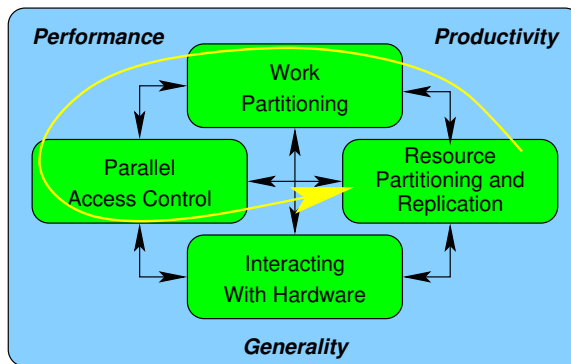 Performance
Productivity
Work
Partitioning
Parallel
Access Control
Resource
Partitioning and
Replication
Interacting
With Hardware
Generality